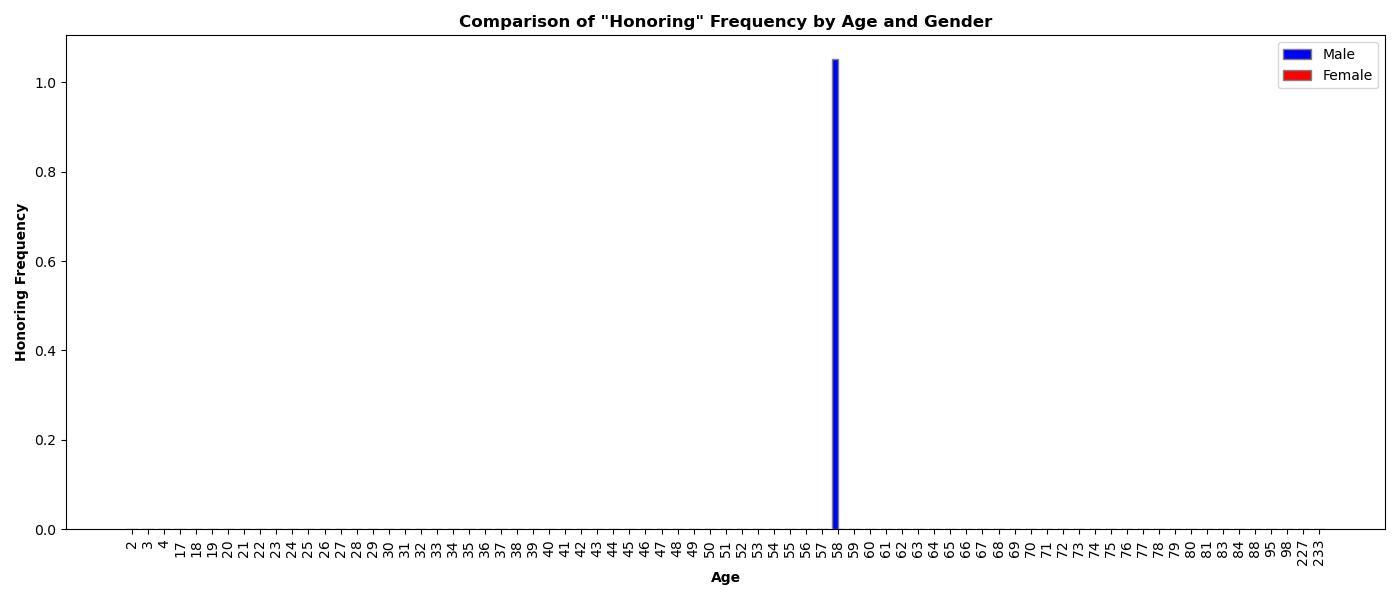 Comparison of "Honoring" Frequency by Age and Gender
Male
Female
Honoring Frequency
1.0
0.8
0.6
0.4
0.2
0.0
2 3 4 17 18 19 20 21 22 23 24 25 26 27 28 29 30 31 32 33 34 35 36 37 38 39 40 41 42 43 44 45 46 47 48 49 50 51 52 53 54 55 56 57 58 59 60 61 62 63 64 65 66 67 68 69 70 71 72 73 74 75 76 77 78 79 80 81 83 84 88 95 98 227 233
Age